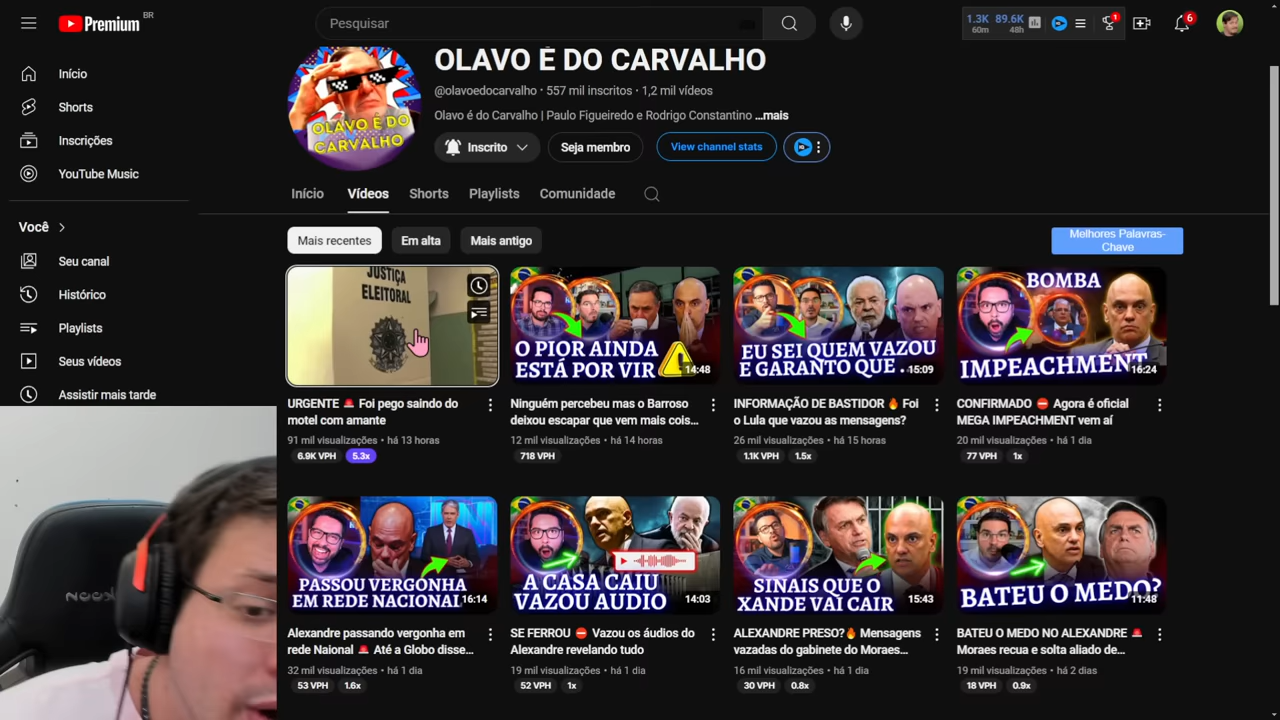 Premium BR
Pesquisar
1.3K 89.6K
60m 48h
1
6
Início
Shorts
Inscrições
YouTube Music
Você
Seu canal
Histórico
Playlists
Seus vídeos
Assistir mais tarde
OLAVO É DO CARVALHO
OLAVO É DO CARVALHO
@olavoedocarvalho · 557 mil inscritos · 1,2 mil vídeos
Olavo é do Carvalho | Paulo Figueiredo e Rodrigo Constantino ...mais
Inscrito
Seja membro
View channel stats
Início Vídeos Shorts Playlists Comunidade
Mais recentes Em alta Mais antigo
Melhores Palavras-
Chave
JUSTIÇA
ELEITORAL
URGENTE 🚨 Foi pego saindo do
motel com amante
91 mil visualizações · há 13 horas
6.9K VPH 5.3x
O PIOR AINDA
ESTÁ POR VIR
14:48
Ninguém percebeu mas o Barroso
deixou escapar que vem mais cois...
12 mil visualizações · há 14 horas
718 VPH
EU SEI QUEM VAZOU
E GARANTO QUE ...
15:09
INFORMAÇÃO DE BASTIDOR 🔥 Foi
o Lula que vazou as mensagens?
26 mil visualizações · há 15 horas
1.1K VPH 1.5x
BOMBA
IMPEACHMENT
16:24
CONFIRMADO ⛔ Agora é oficial
MEGA IMPEACHMENT vem aí
20 mil visualizações · há 1 dia
77 VPH 1x
PASSOU VERGONHA
EM REDE NACIONAL
16:14
Alexandre passando vergonha em
rede Naional 🚨 Até a Globo disse...
32 mil visualizações · há 1 dia
53 VPH 1.6x
A CASA CAIU
VAZOU AUDIO
14:03
SE FERROU ⛔ Vazou os áudios do
Alexandre revelando tudo
19 mil visualizações · há 1 dia
52 VPH 1x
SINAIS QUE O
XANDE VAI CAIR
15:43
ALEXANDRE PRESO?🔥 Mensagens
vazadas do gabinete do Moraes...
16 mil visualizações · há 1 dia
30 VPH 0.8x
BATEU O MEDO?
11:48
BATEU O MEDO NO ALEXANDRE 🚨
Moraes recua e solta aliado de...
19 mil visualizações · há 2 dias
18 VPH 0.9x